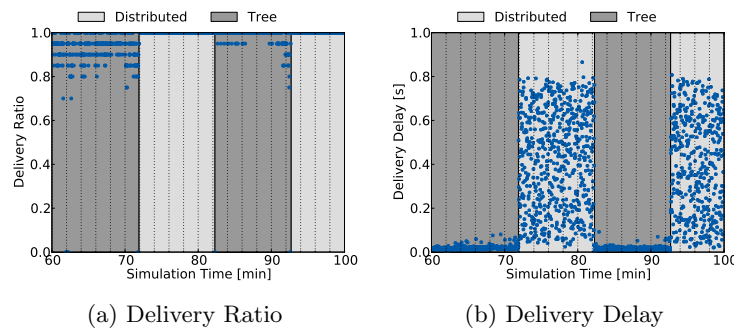 Distributed Tree
Delivery Ratio
1.0
0.8
0.6
0.4
0.2
0.0
60 70 80 90 100
Simulation Time [min]
(a) Delivery Ratio
Distributed Tree
Delivery Delay [s]
1.0
0.8
0.6
0.4
0.2
0.0
60 70 80 90 100
Simulation Time [min]
(b) Delivery Delay